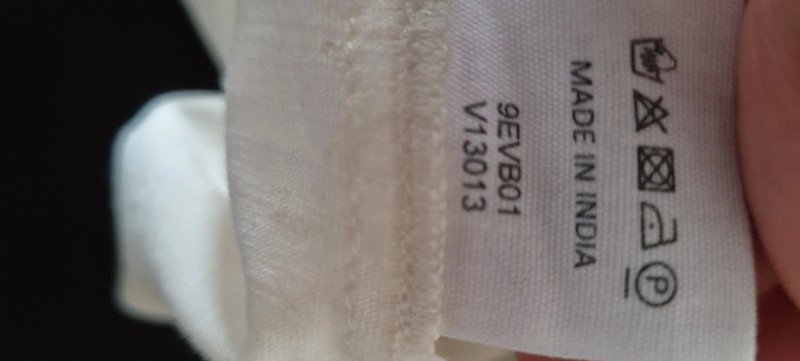 P
MADE IN INDIA
9EVB01
V13013